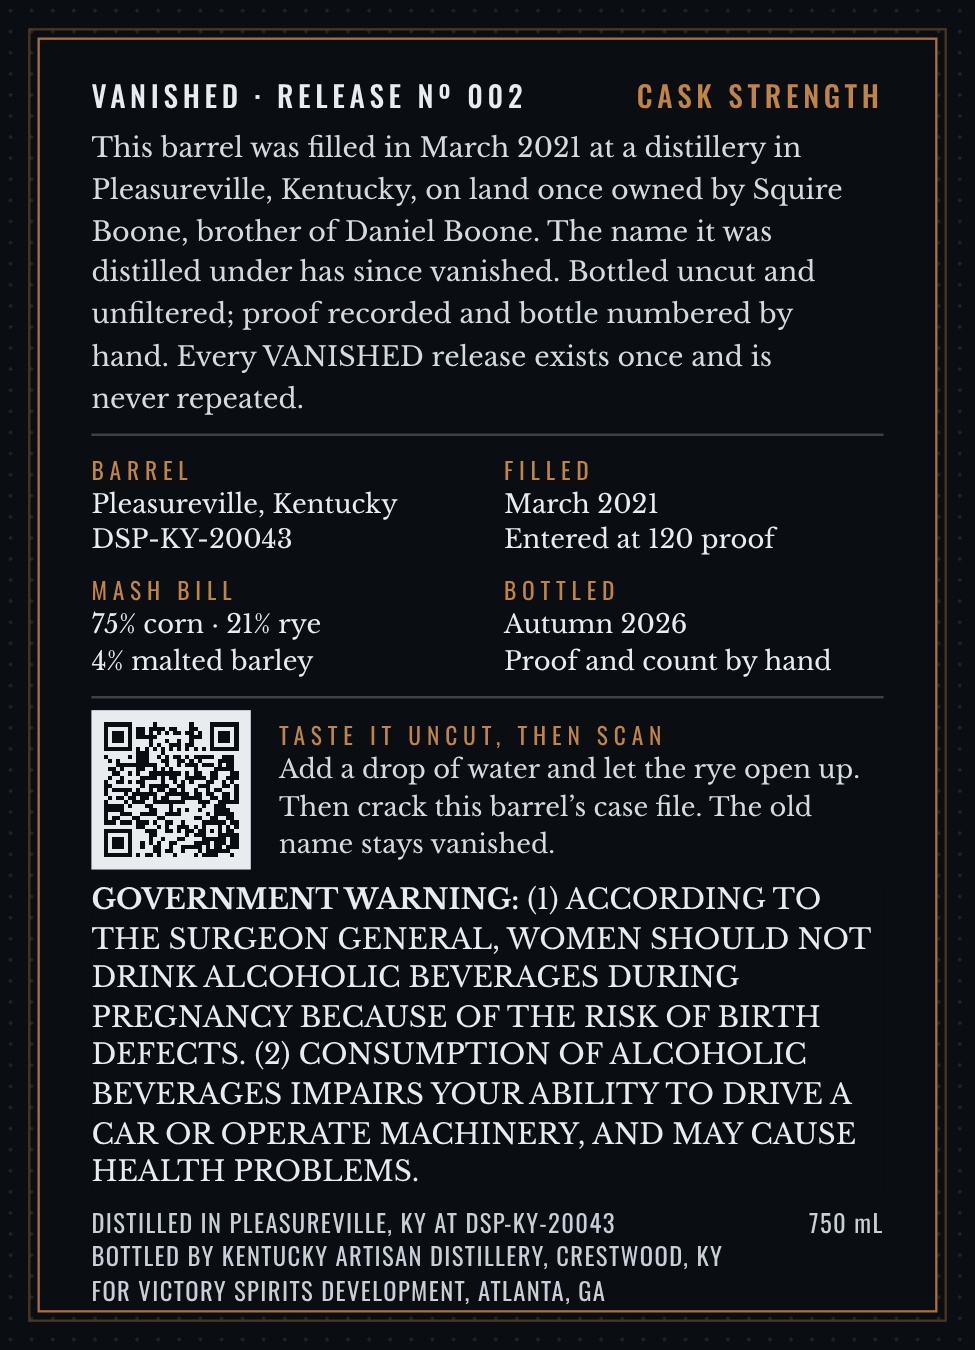 VANISHED · RELEASE Nº 002 CASK STRENGTH
This barrel was filled in March 2021 at a distillery in
Pleasureville, Kentucky, on land once owned by Squire
Boone, brother of Daniel Boone. The name it was
distilled under has since vanished. Bottled uncut and
unfiltered; proof recorded and bottle numbered by
hand. Every VANISHED release exists once and is
never repeated.
BARREL
Pleasureville, Kentucky
DSP-KY-20043
FILLED
March 2021
Entered at 120 proof
MASH BILL
75% corn · 21% rye
4% malted barley
BOTTLED
Autumn 2026
Proof and count by hand
TASTE IT UNCUT, THEN SCAN
Add a drop of water and let the rye open up.
Then crack this barrel’s case file. The old
name stays vanished.
GOVERNMENT WARNING: (1) ACCORDING TO
THE SURGEON GENERAL, WOMEN SHOULD NOT
DRINK ALCOHOLIC BEVERAGES DURING
PREGNANCY BECAUSE OF THE RISK OF BIRTH
DEFECTS. (2) CONSUMPTION OF ALCOHOLIC
BEVERAGES IMPAIRS YOUR ABILITY TO DRIVE A
CAR OR OPERATE MACHINERY, AND MAY CAUSE
HEALTH PROBLEMS.
DISTILLED IN PLEASUREVILLE, KY AT DSP-KY-20043 750 mL
BOTTLED BY KENTUCKY ARTISAN DISTILLERY, CRESTWOOD, KY
FOR VICTORY SPIRITS DEVELOPMENT, ATLANTA, GA